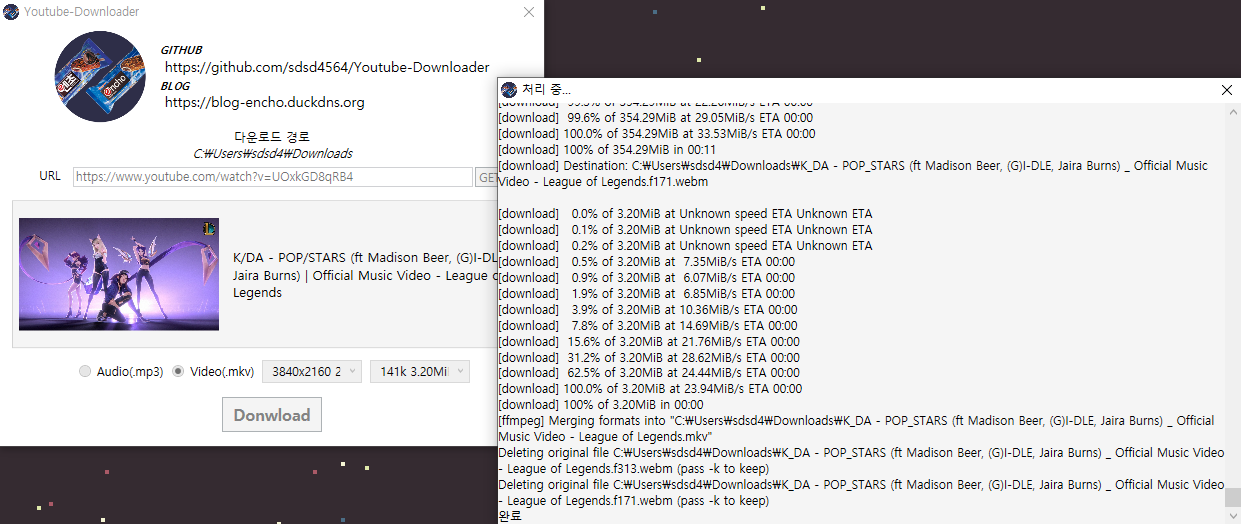 Youtube-Downloader
GITHUB
https://github.com/sdsd4564/Youtube-Downloader
BLOG
https://blog-encho.duckdns.org
다운로드 경로
C:₩Users₩sdsd4₩Downloads
URL
https://www.youtube.com/watch?v=UOxkGD8qRB4
GET
K/DA - POP/STARS (ft Madison Beer, (G)I-DLE,
Jaira Burns) | Official Music Video - League o
Legends
Audio(.mp3)
Video(.mkv)
3840x2160 2
141k 3.20Mi
Donwload
처리 중...
[download] 99.5% of 354.29MiB at 22.20MiB/s ETA 00:00
[download] 99.6% of 354.29MiB at 29.05MiB/s ETA 00:00
[download] 100.0% of 354.29MiB at 33.53MiB/s ETA 00:00
[download] 100% of 354.29MiB in 00:11
[download] Destination: C:₩Users₩sdsd4₩Downloads₩K_DA - POP_STARS (ft Madison Beer, (G)I-DLE, Jaira Burns) _ Official Music
Video - League of Legends.f171.webm
[download] 0.0% of 3.20MiB at Unknown speed ETA Unknown ETA
[download] 0.1% of 3.20MiB at Unknown speed ETA Unknown ETA
[download] 0.2% of 3.20MiB at Unknown speed ETA Unknown ETA
[download] 0.5% of 3.20MiB at 7.35MiB/s ETA 00:00
[download] 0.9% of 3.20MiB at 6.07MiB/s ETA 00:00
[download] 1.9% of 3.20MiB at 6.85MiB/s ETA 00:00
[download] 3.9% of 3.20MiB at 10.36MiB/s ETA 00:00
[download] 7.8% of 3.20MiB at 14.69MiB/s ETA 00:00
[download] 15.6% of 3.20MiB at 21.76MiB/s ETA 00:00
[download] 31.2% of 3.20MiB at 28.62MiB/s ETA 00:00
[download] 62.5% of 3.20MiB at 24.44MiB/s ETA 00:00
[download] 100.0% of 3.20MiB at 23.94MiB/s ETA 00:00
[download] 100% of 3.20MiB in 00:00
[ffmpeg] Merging formats into "C:₩Users₩sdsd4₩Downloads₩K_DA - POP_STARS (ft Madison Beer, (G)I-DLE, Jaira Burns) _ Official
Music Video - League of Legends.mkv"
Deleting original file C:₩Users₩sdsd4₩Downloads₩K_DA - POP_STARS (ft Madison Beer, (G)I-DLE, Jaira Burns) _ Official Music Video
- League of Legends.f313.webm (pass -k to keep)
Deleting original file C:₩Users₩sdsd4₩Downloads₩K_DA - POP_STARS (ft Madison Beer, (G)I-DLE, Jaira Burns) _ Official Music Video
- League of Legends.f171.webm (pass -k to keep)
완료